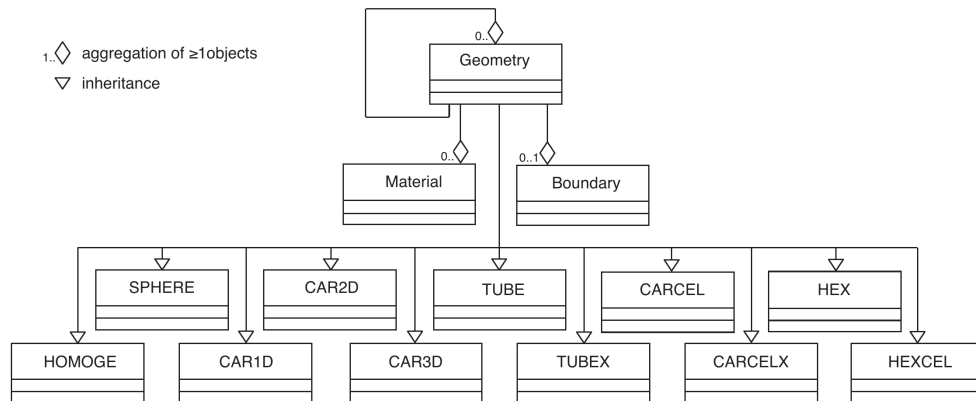 1.. aggregation of ≥1objects
inheritance
0..
Geometry
0..
0..1
Material
Boundary
SPHERE
CAR2D
TUBE
CARCEL
HEX
HOMOGE
CAR1D
CAR3D
TUBEX
CARCELX
HEXCEL